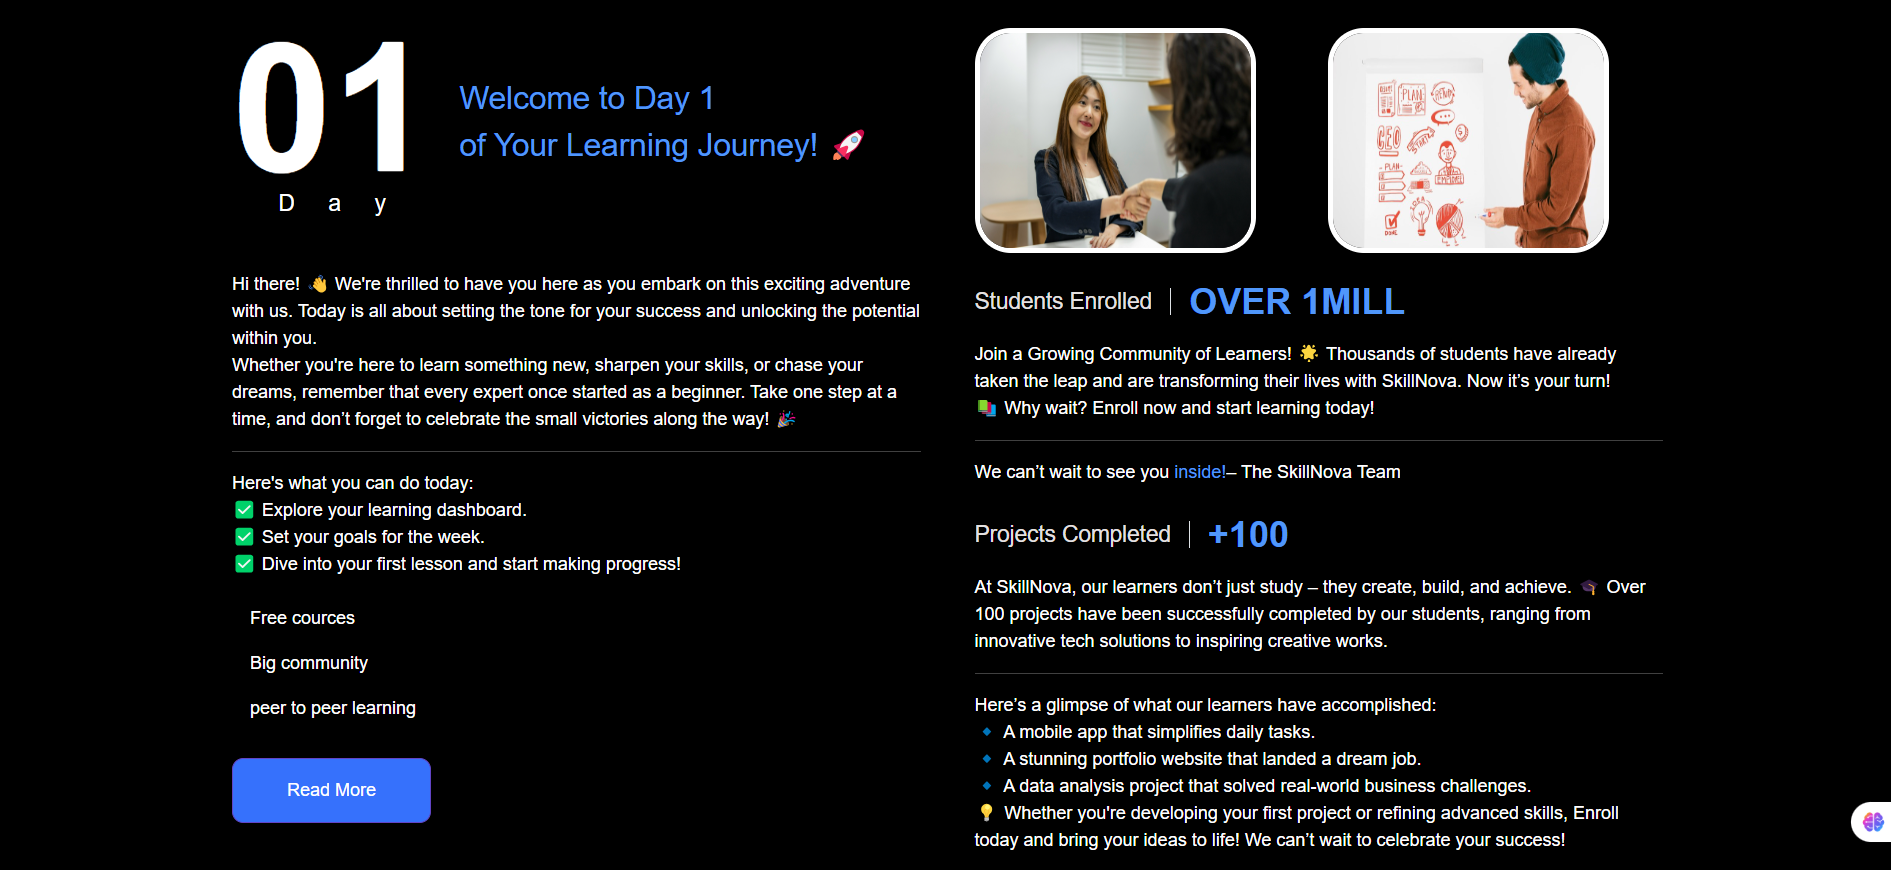 01
Day
Welcome to Day 1
of Your Learning Journey! 🚀
Hi there! 👋 We're thrilled to have you here as you embark on this exciting adventure
with us. Today is all about setting the tone for your success and unlocking the potential
within you.
Whether you're here to learn something new, sharpen your skills, or chase your
dreams, remember that every expert once started as a beginner. Take one step at a
time, and don’t forget to celebrate the small victories along the way! 🎉
Here's what you can do today:
✅ Explore your learning dashboard.
✅ Set your goals for the week.
✅ Dive into your first lesson and start making progress!
Free cources
Big community
peer to peer learning
Read More
PLAN
CEO
START
PLAN
IDEA
DONE
Students Enrolled | OVER 1MILL
Join a Growing Community of Learners! 🌟 Thousands of students have already
taken the leap and are transforming their lives with SkillNova. Now it’s your turn!
📚 Why wait? Enroll now and start learning today!
We can’t wait to see you inside!– The SkillNova Team
Projects Completed | +100
At SkillNova, our learners don’t just study – they create, build, and achieve. 🎓 Over
100 projects have been successfully completed by our students, ranging from
innovative tech solutions to inspiring creative works.
Here’s a glimpse of what our learners have accomplished:
🔹 A mobile app that simplifies daily tasks.
🔹 A stunning portfolio website that landed a dream job.
🔹 A data analysis project that solved real-world business challenges.
💡 Whether you're developing your first project or refining advanced skills, Enroll
today and bring your ideas to life! We can’t wait to celebrate your success!